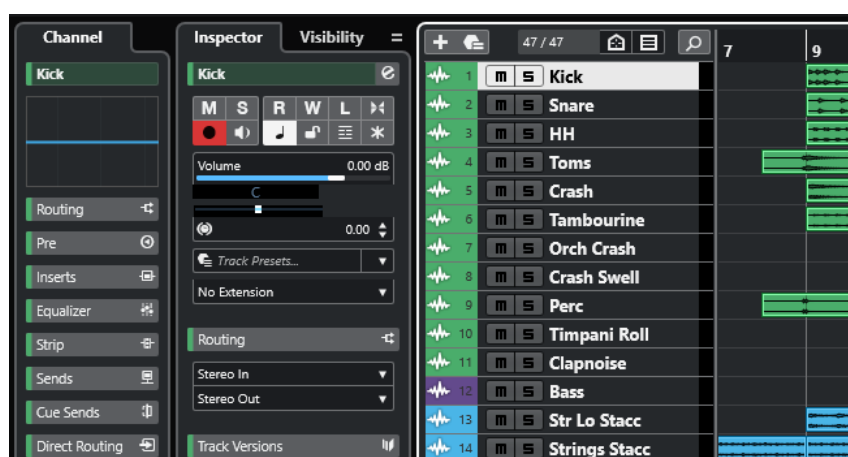 Channel
Kick
Routing
Pre
Inserts
Equalizer
Strip
Sends
Cue Sends
Direct Routing
Inspector Visibility
Kick e
M S R W L
Volume 0.00 dB
C
0.00
Track Presets...
No Extension
Routing
Stereo In
Stereo Out
Track Versions
47 / 47
7 9
1 m S Kick
2 m S Snare
3 m S HH
4 m S Toms
5 m S Crash
6 m S Tambourine
7 m S Orch Crash
8 m S Crash Swell
9 m S Perc
10 m S Timpani Roll
11 m S Clapnoise
12 m S Bass
13 m S Str Lo Stacc
14 m S Strings Stacc